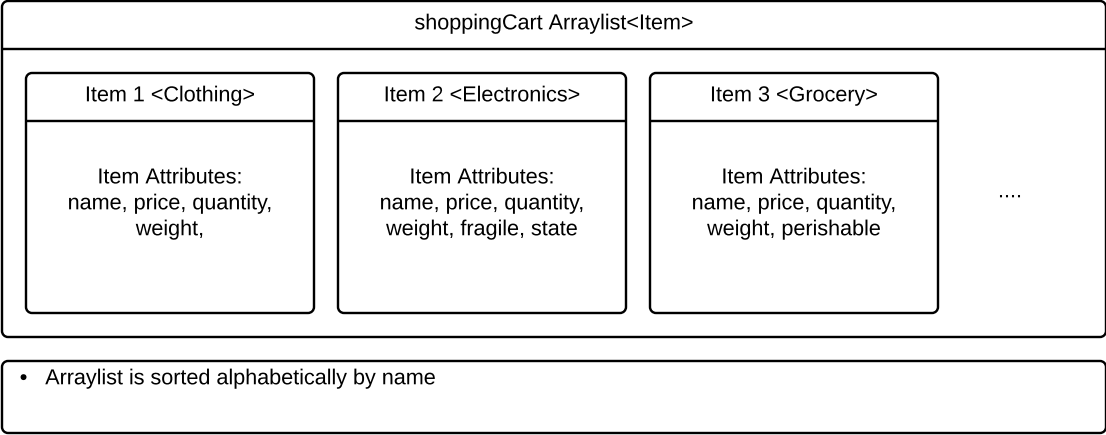 shoppingCart Arraylist<Item>
Item 1 <Clothing>
Item Attributes:
name, price, quantity,
weight,
Item 2 <Electronics>
Item Attributes:
name, price, quantity,
weight, fragile, state
Item 3 <Grocery>
Item Attributes:
name, price, quantity,
weight, perishable
....
• Arraylist is sorted alphabetically by name